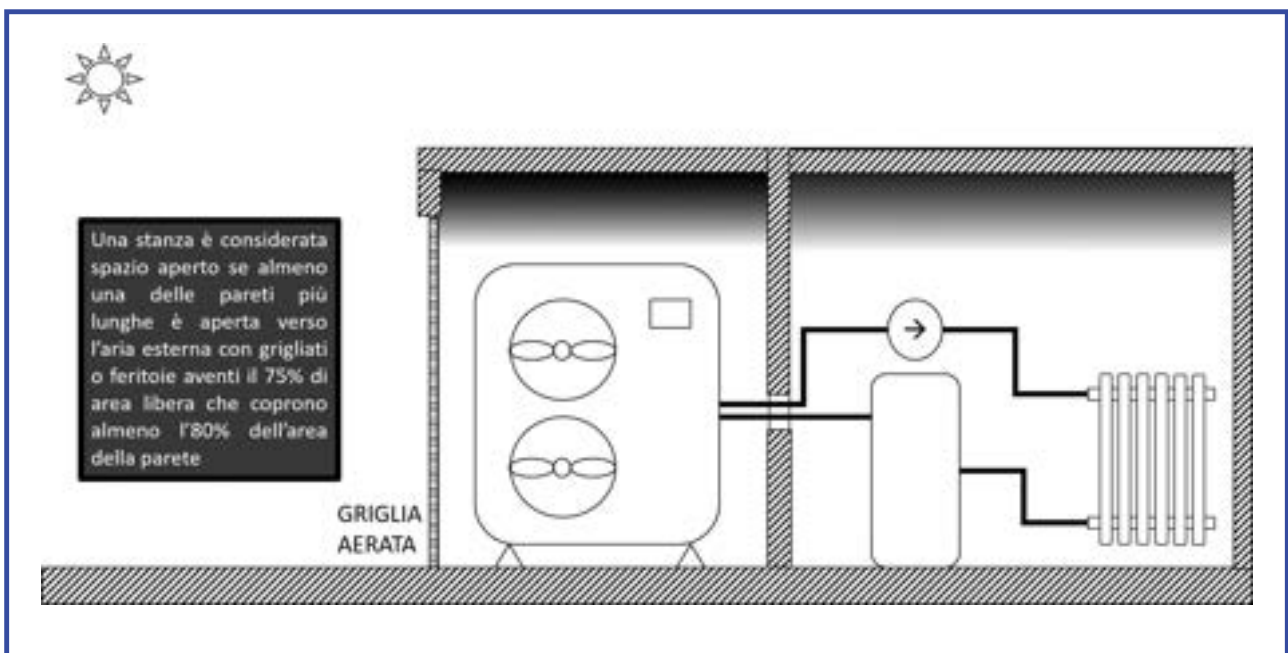 Una stanza è considerata
spazio aperto se almeno
una delle pareti più
lunghe è aperta verso
l'aria esterna con grigliati
o feritoie aventi il 75% di
area libera che coprono
almeno l'80% dell'area
della parete
GRIGLIA
AERATA